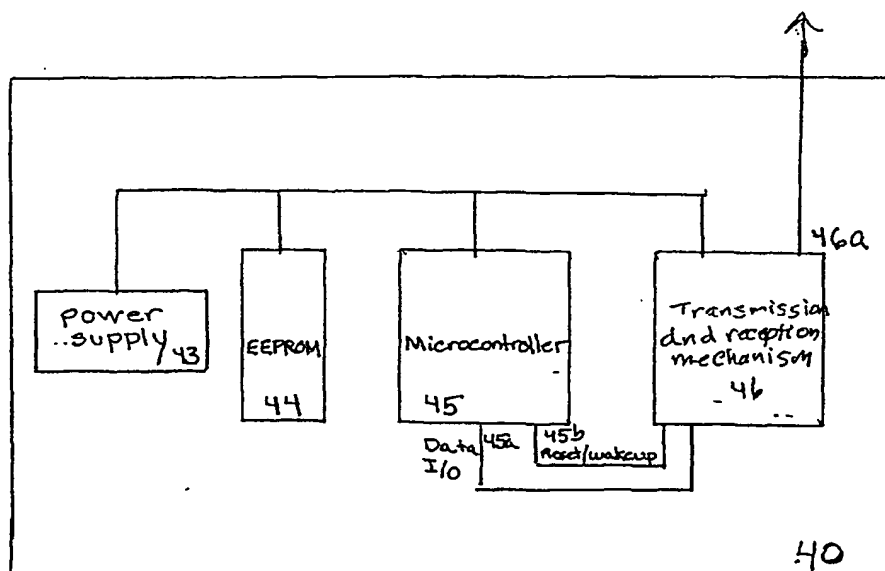 46a
power
..supply/43
EEPROM
44
Microcontroller
45
Transmission
and reception
mechanism
46
Data
I/O
45a
45b
Reset/wakeup
40